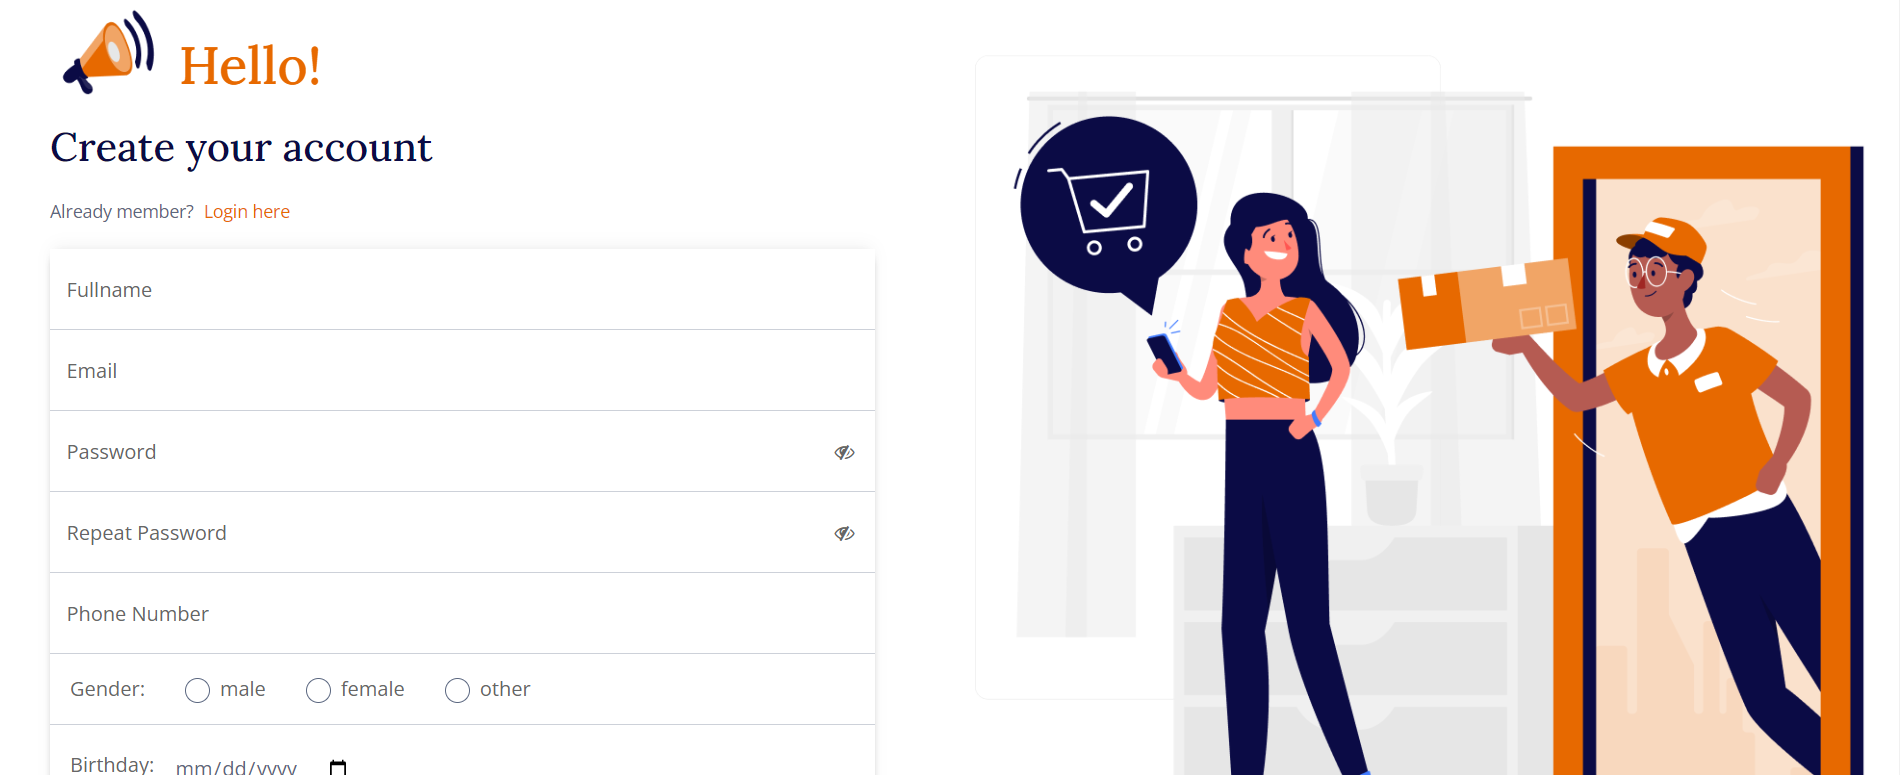 Hello!
Create your account
Already member? Login here
Fullname
Email
Password
Repeat Password
Phone Number
Gender: male female other
Birthday: mm/dd/yyyy